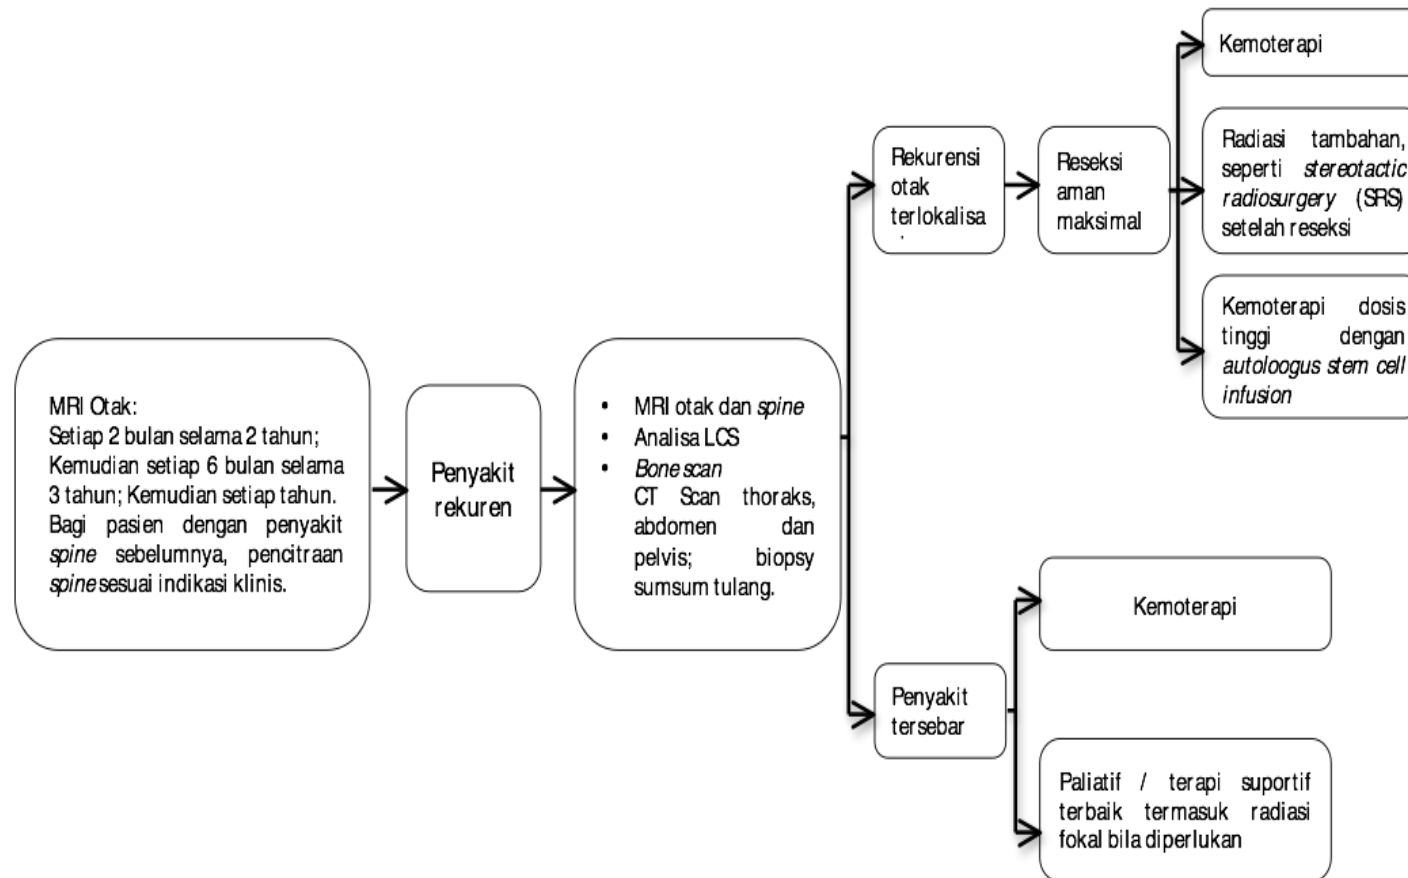 MRI Otak:
Setiap 2 bulan selama 2 tahun;
Kemudian setiap 6 bulan selama
3 tahun; Kemudian setiap tahun.
Bagi pasien dengan penyakit
spine sebelumnya, pencitraan
spine sesuai indikasi klinis.
Penyakit
rekuren
• MRI otak dan spine
• Analisa LCS
• Bone scan
CT Scan thoraks,
abdomen dan
pelvis; biopsy
sumsum tulang.
Rekurensi
otak
terlokalisa
Reseksi
aman
maksimal
Kemoterapi
Radiasi tambahan,
seperti stereotactic
radiosurgery (SRS)
setelah reseksi
Kemoterapi dosis
tinggi dengan
autoloogus stem cell
infusion
Penyakit
tersebar
Kemoterapi
Paliatif / terapi suportif
terbaik termasuk radiasi
fokal bila diperlukan